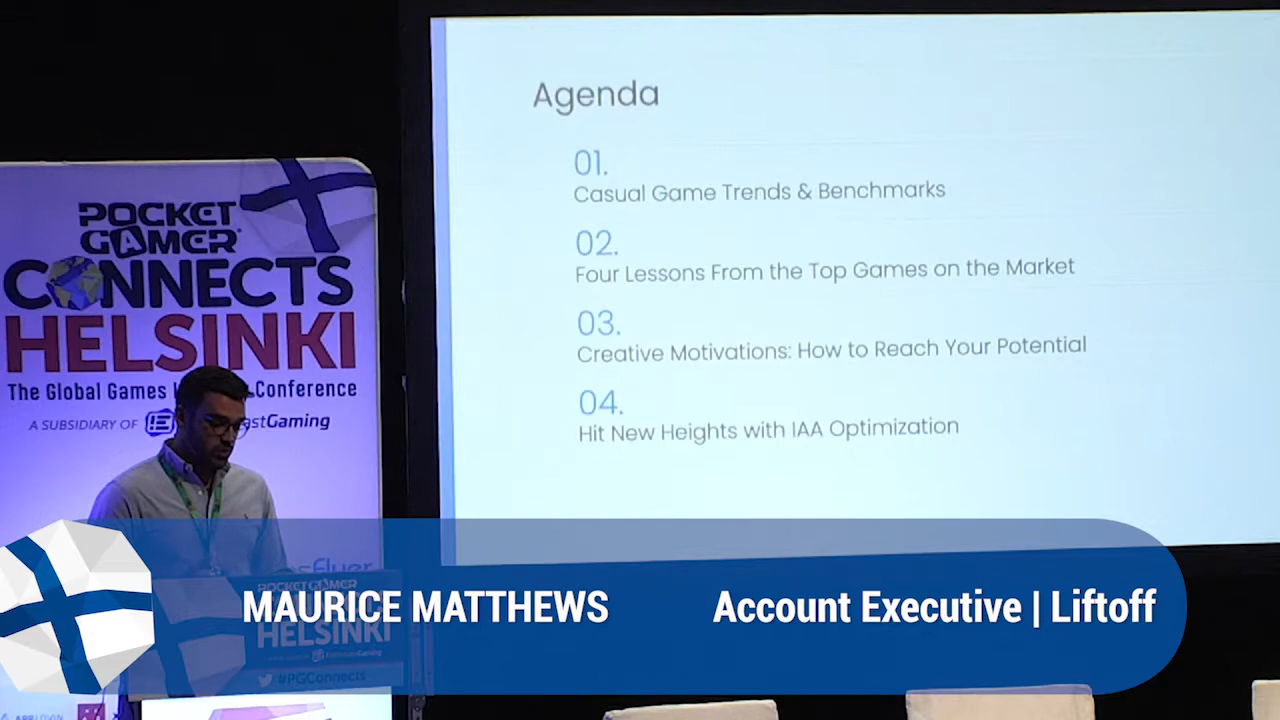 Agenda
01.
Casual Game Trends & Benchmarks
02.
Four Lessons From the Top Games on the Market
03.
Creative Motivations: How to Reach Your Potential
04.
Hit New Heights with IAA Optimization
POCKET
GAMER
CONNECTS
HELSINKI
The Global Games Conference
A SUBSIDIARY OF
MAURICE MATTHEWS
Account Executive | Liftoff
POCKET GAMER
HELSINKI
#PGConnects